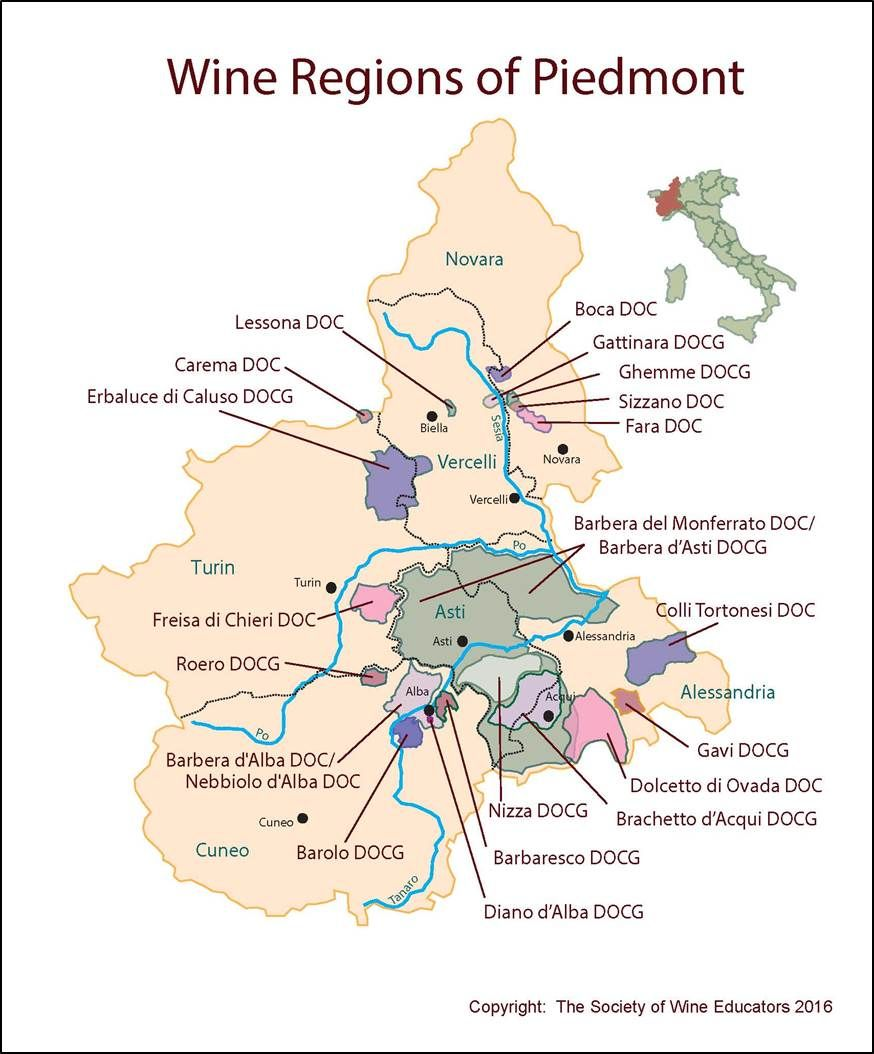 Wine Regions of Piedmont
Novara
Boca DOC
Lessona DOC
Gattinara DOCG
Carema DOC
Ghemme DOCG
Erbaluce di Caluso DOCG
Sizzano DOC
Fara DOC
Biella
Sesia
Novara
Vercelli
Vercelli
Barbera del Monferrato DOC/
Barbera d'Asti DOCG
Po
Turin
Turin
Freisa di Chieri DOC
Asti
Colli Tortonesi DOC
Asti
Alessandria
Roero DOCG
Alba
Acqui
Alessandria
Po
Barbera d'Alba DOC/
Nebbiolo d'Alba DOC
Gavi DOCG
Dolcetto di Ovada DOC
Nizza DOCG
Brachetto d'Acqui DOCG
Cuneo
Cuneo
Barolo DOCG
Barbaresco DOCG
Tanaro
Diano d'Alba DOCG
Copyright: The Society of Wine Educators 2016